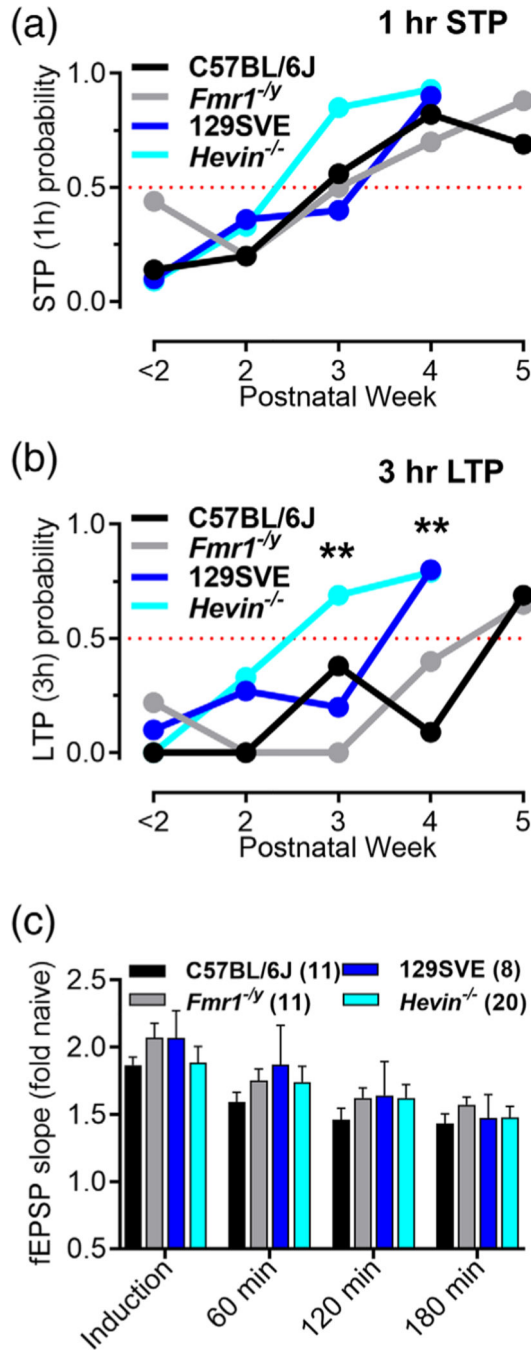 (a)
1 hr STP
C57BL/6J
Fmr1-/y
129SVE
Hevin-/-
STP (1h) probability
1.0
0.5
0.0
<2 2 3 4 5
Postnatal Week
(b)
3 hr LTP
C57BL/6J
Fmr1-/y
129SVE
Hevin-/-
** **
LTP (3h) probability
1.0
0.5
0.0
<2 2 3 4 5
Postnatal Week
(c)
C57BL/6J (11) 129SVE (8)
Fmr1-/y (11) Hevin-/- (20)
fEPSP slope (fold naive)
2.5
2.0
1.5
1.0
0.5
Induction 60 min 120 min 180 min